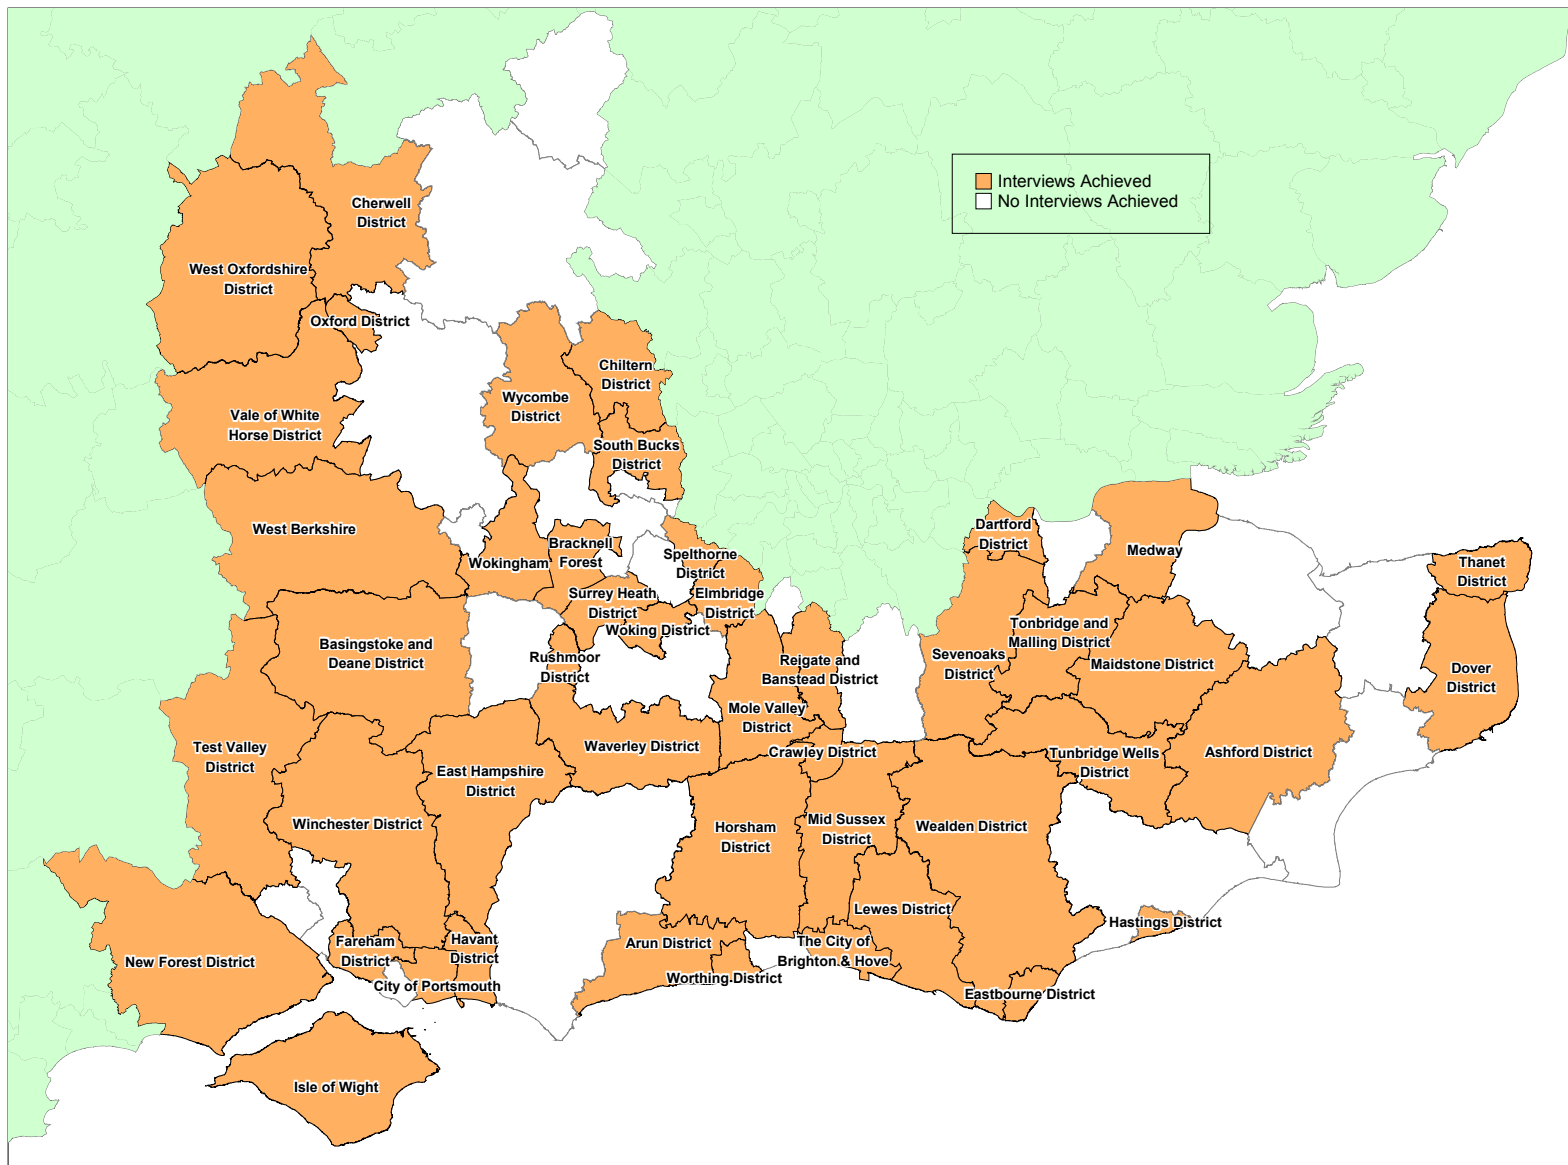 Interviews Achieved
No Interviews Achieved
Cherwell
District
West Oxfordshire
District
Oxford District
Chiltern
District
Wycombe
District
Vale of White
Horse District
South Bucks
District
West Berkshire
Dartford
District
Medway
Bracknell
Forest
Wokingham
Spelthorne
District
Thanet
District
Surrey Heath
District
Elmbridge
District
Woking District
Tonbridge and
Malling District
Basingstoke and
Deane District
Rushmoor
District
Reigate and
Banstead District
Sevenoaks
District
Maidstone District
Dover
District
Mole Valley
District
Test Valley
District
Waverley District
Crawley District
Tunbridge Wells
District
Ashford District
East Hampshire
District
Winchester District
Horsham
District
Mid Sussex
District
Wealden District
Lewes District
Hastings District
Fareham
District
Havant
District
Arun District
The City of
Brighton & Hove
New Forest District
City of Portsmouth
Worthing District
Eastbourne District
Isle of Wight